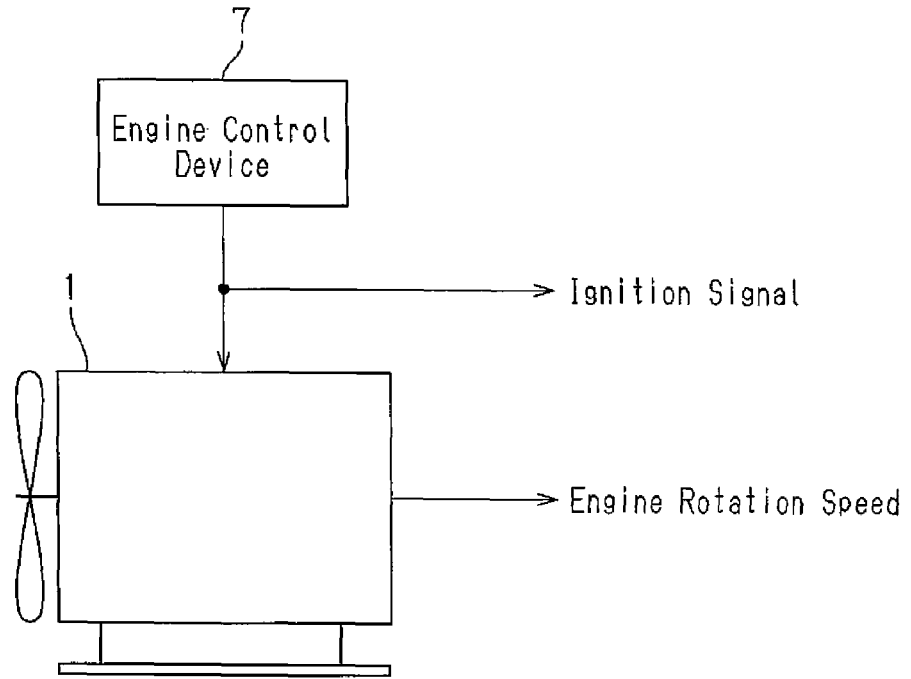 7
Engine Control
Device
Ignition Signal
1
Engine Rotation Speed